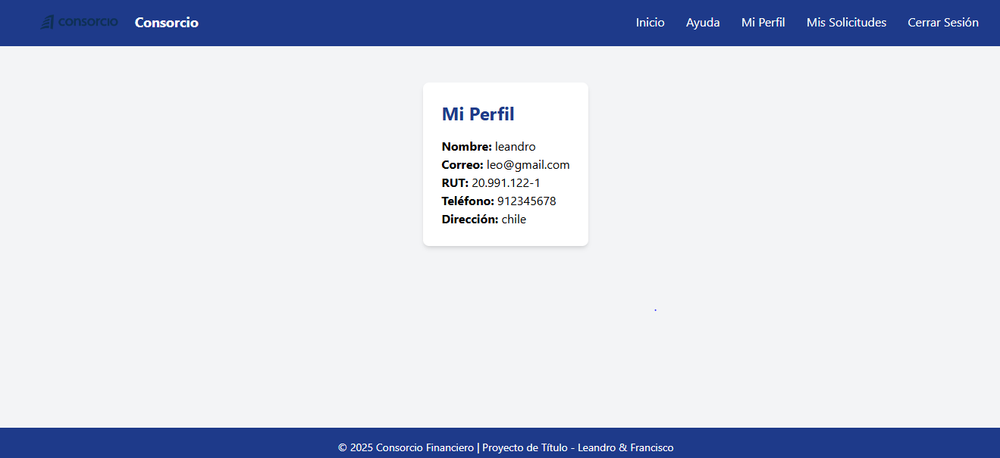 consorcio Consorcio Inicio Ayuda Mi Perfil Mis Solicitudes Cerrar Sesión
Mi Perfil
Nombre: leandro
Correo: leo@gmail.com
RUT: 20.991.122-1
Teléfono: 912345678
Dirección: chile
© 2025 Consorcio Financiero | Proyecto de Título - Leandro & Francisco